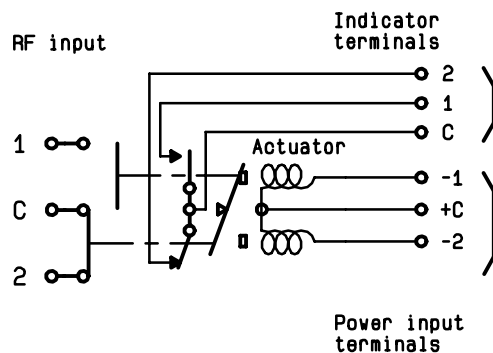 Indicator
terminals
RF input
2
1
C
Actuator
1
-1
C
+C
-2
2
Power input
terminals